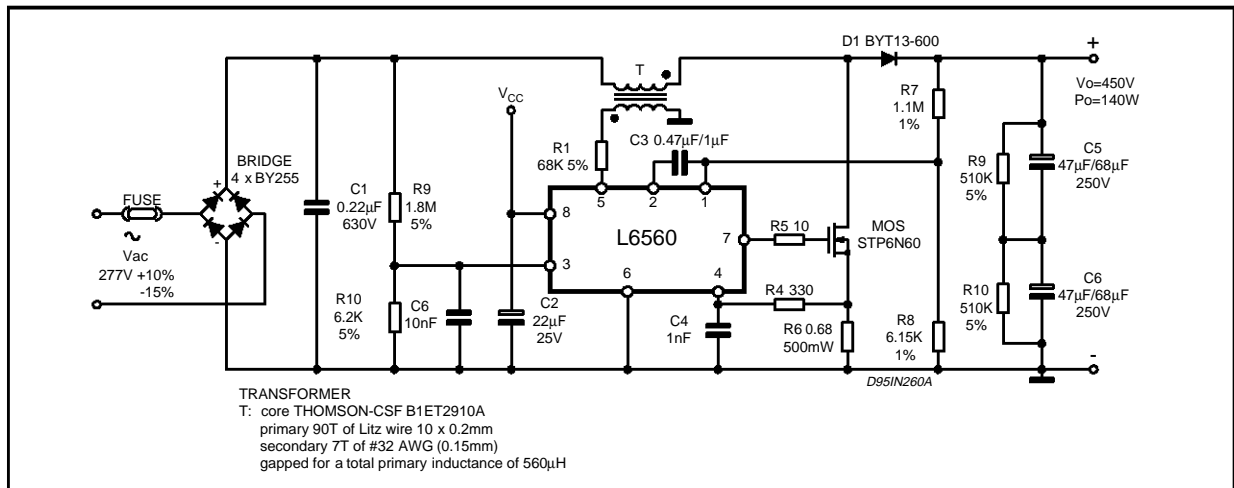 D1 BYT13-600
+
Vo=450V
Po=140W
T
R7
1.1M
1%
VCC
C3 0.47µF/1µF
R1
68K 5%
BRIDGE
4 x BY255
+
-
FUSE
C1
0.22µF
630V
R9
1.8M
5%
5
2
1
R9
510K
5%
C5
47µF/68µF
250V
8
L6560
7
R5 10
MOS
STP6N60
Vac
277V +10%
-15%
3
6
4
R10
6.2K
5%
C6
10nF
C2
22µF
25V
R4 330
C4
1nF
R6 0.68
500mW
R8
6.15K
1%
R10
510K
5%
C6
47µF/68µF
250V
-
D95IN260A
TRANSFORMER
T: core THOMSON-CSF B1ET2910A
primary 90T of Litz wire 10 x 0.2mm
secondary 7T of #32 AWG (0.15mm)
gapped for a total primary inductance of 560µH